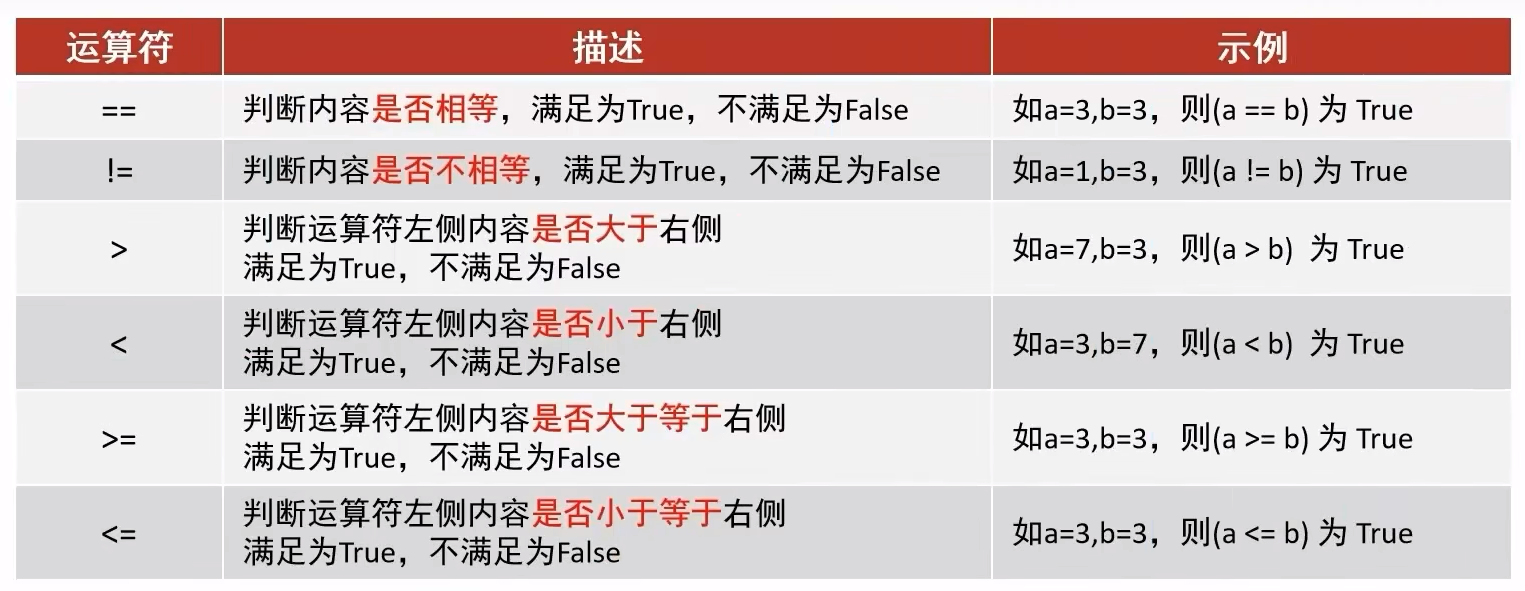 运算符 描述 示例
== 判断内容是否相等，满足为True，不满足为False 如a=3,b=3，则(a == b) 为 True
!= 判断内容是否不相等，满足为True，不满足为False 如a=1,b=3，则(a != b) 为 True
> 判断运算符左侧内容是否大于右侧
满足为True，不满足为False
如a=7,b=3，则(a > b) 为 True
< 判断运算符左侧内容是否小于右侧
满足为True，不满足为False
如a=3,b=7，则(a < b) 为 True
>= 判断运算符左侧内容是否大于等于右侧
满足为True，不满足为False
如a=3,b=3，则(a >= b) 为 True
<= 判断运算符左侧内容是否小于等于右侧
满足为True，不满足为False
如a=3,b=3，则(a <= b) 为 True